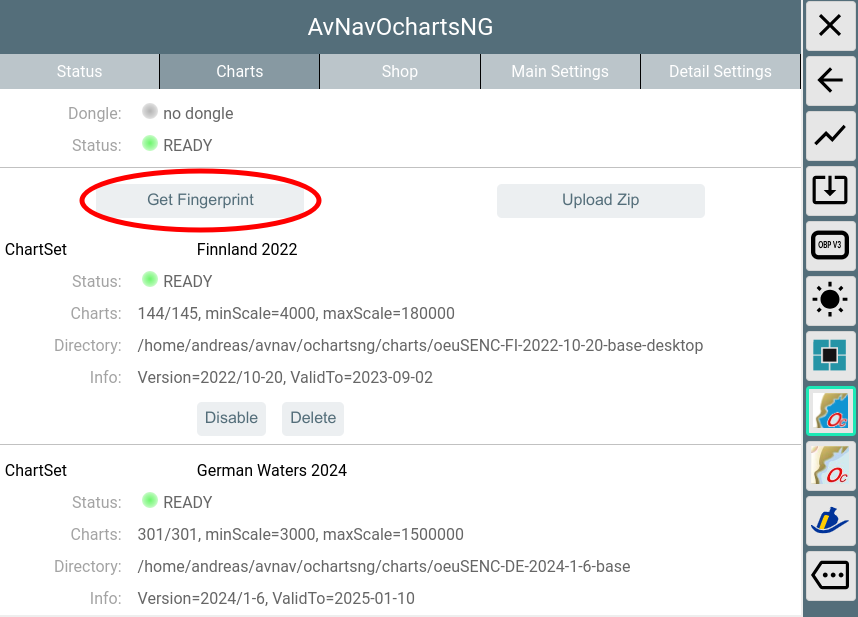 AvNavOchartsNG
Status Charts Shop Main Settings Detail Settings
Dongle: no dongle
Status: READY
Get Fingerprint Upload Zip
ChartSet Finnland 2022
Status: READY
Charts: 144/145, minScale=4000, maxScale=180000
Directory: /home/andreas/avnav/ochartsng/charts/oeuSENC-FI-2022-10-20-base-desktop
Info: Version=2022/10-20, ValidTo=2023-09-02
Disable Delete
ChartSet German Waters 2024
Status: READY
Charts: 301/301, minScale=3000, maxScale=1500000
Directory: /home/andreas/avnav/ochartsng/charts/oeuSENC-DE-2024-1-6-base
Info: Version=2024/1-6, ValidTo=2025-01-10
OBP V3
Os
Oc